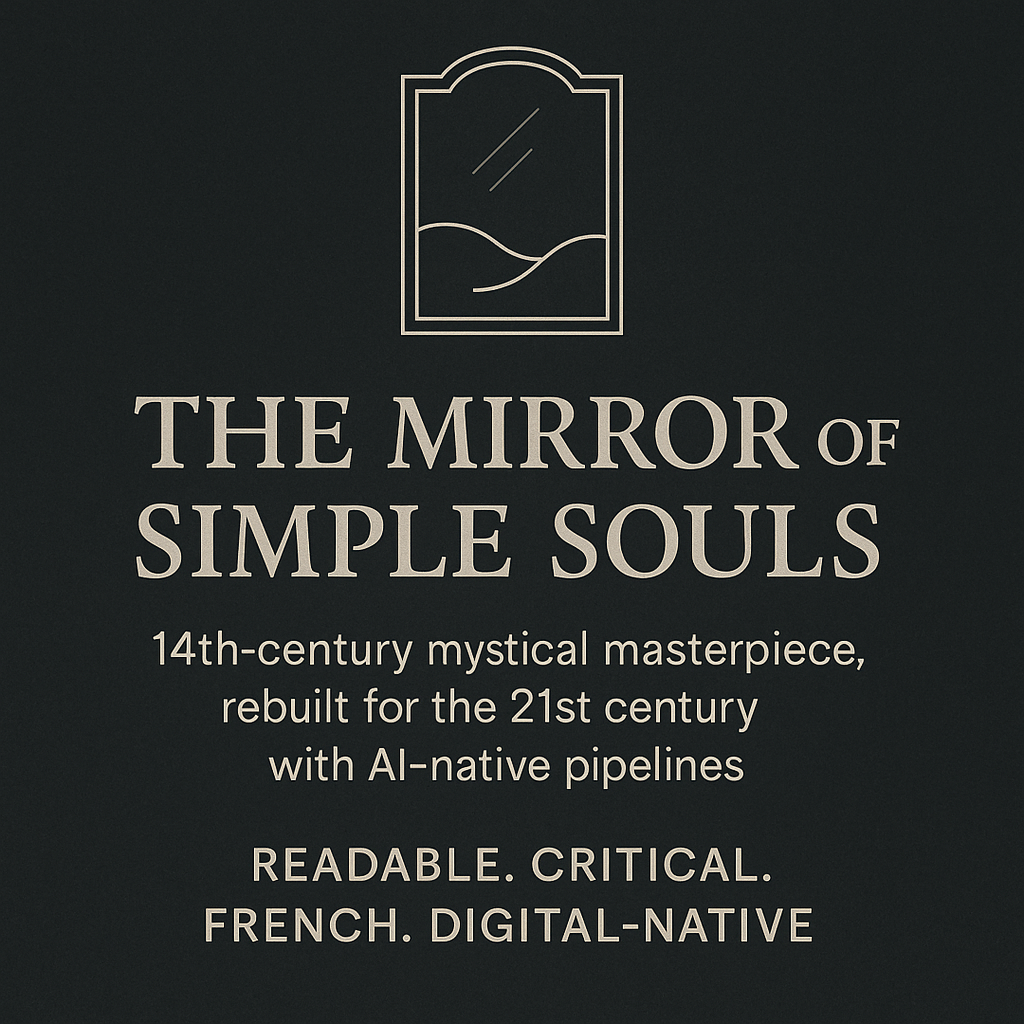 THE MIRROR OF
SIMPLE SOULS
14th-century mystical masterpiece,
rebuilt for the 21st century
with AI-native pipelines
READABLE. CRITICAL.
FRENCH. DIGITAL-NATIVE